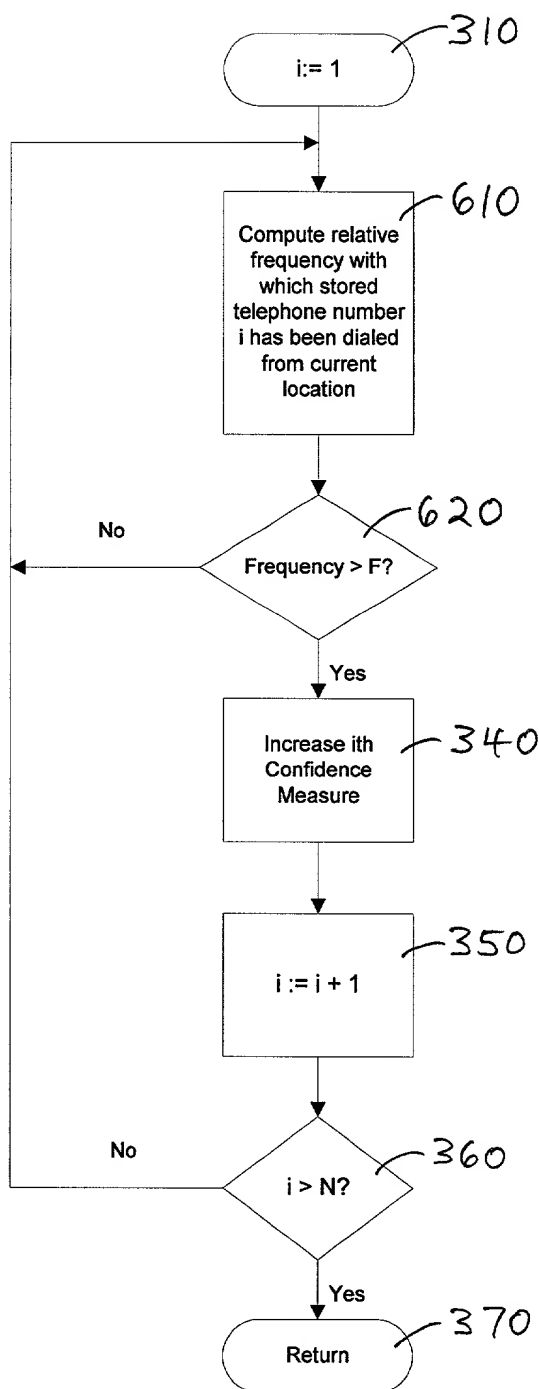 310
i:= 1
610
Compute relative
frequency with
which stored
telephone number
i has been dialed
from current
location
620
No
Frequency > F?
Yes
340
Increase ith
Confidence
Measure
350
i := i + 1
No
360
i > N?
Yes
370
Return